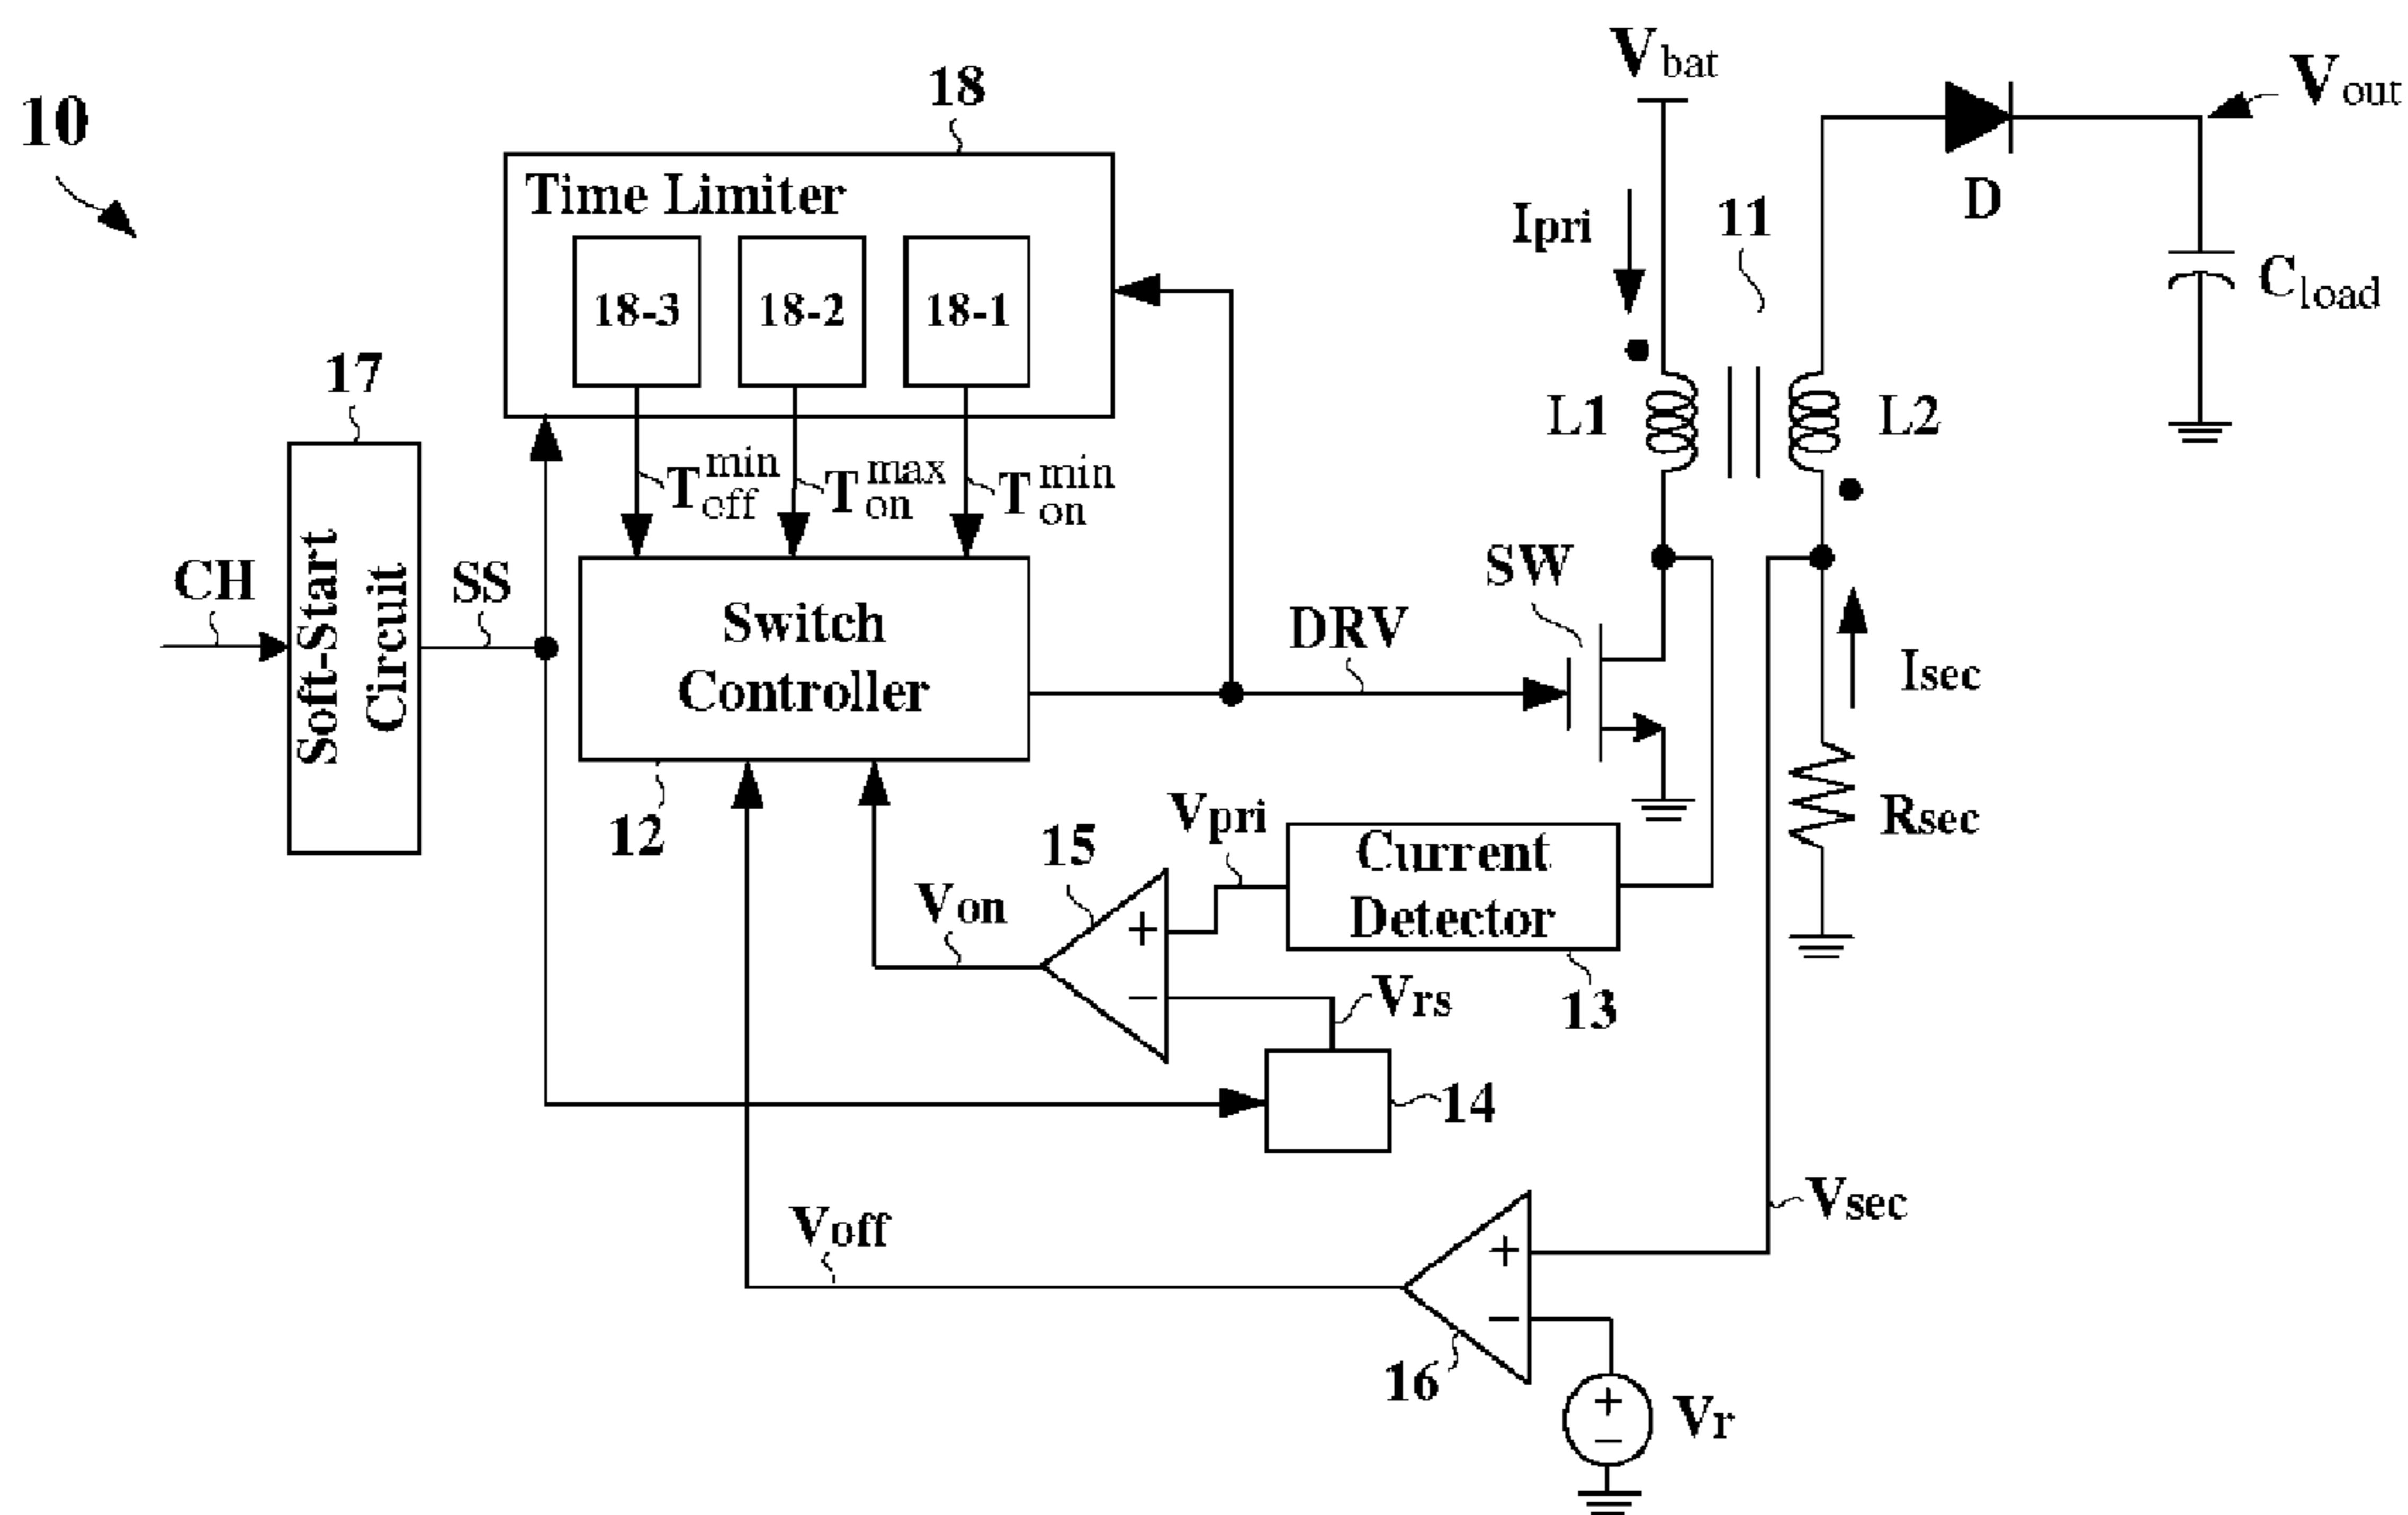 10
18
Time Limiter
18-3
18-2
18-1
T off min
T on max
T on min
17
Soft-Start
Circuit
CH
SS
Switch
Controller
12
DRV
SW
Vbat
Ipri
11
L1
L2
D
Vout
Cload
Isec
Rsec
Vpri
Current
Detector
13
15
+
−
Von
Vrs
14
Vsec
Voff
16
+
−
+
−
Vr